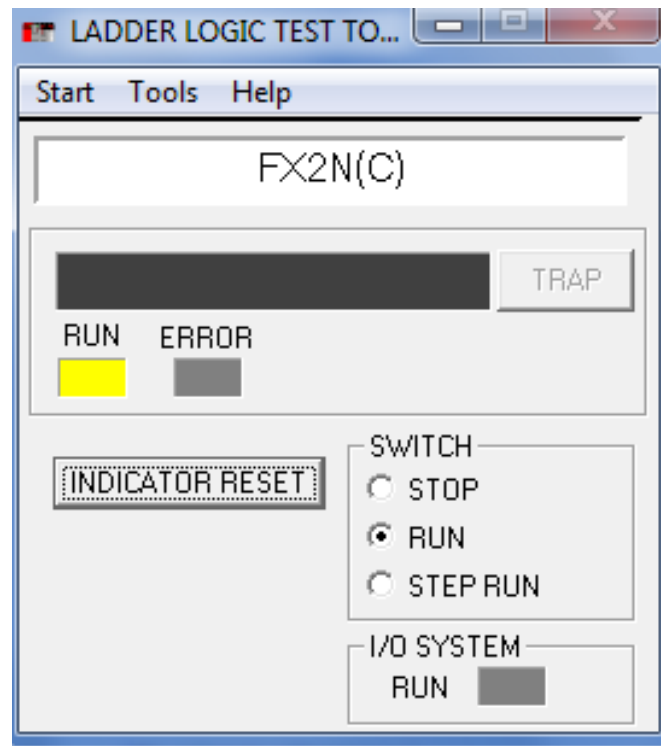 LADDER LOGIC TEST TO...
Start Tools Help
FX2N(C)
TRAP
RUN ERROR
INDICATOR RESET
SWITCH
STOP
RUN
STEP RUN
I/O SYSTEM
RUN